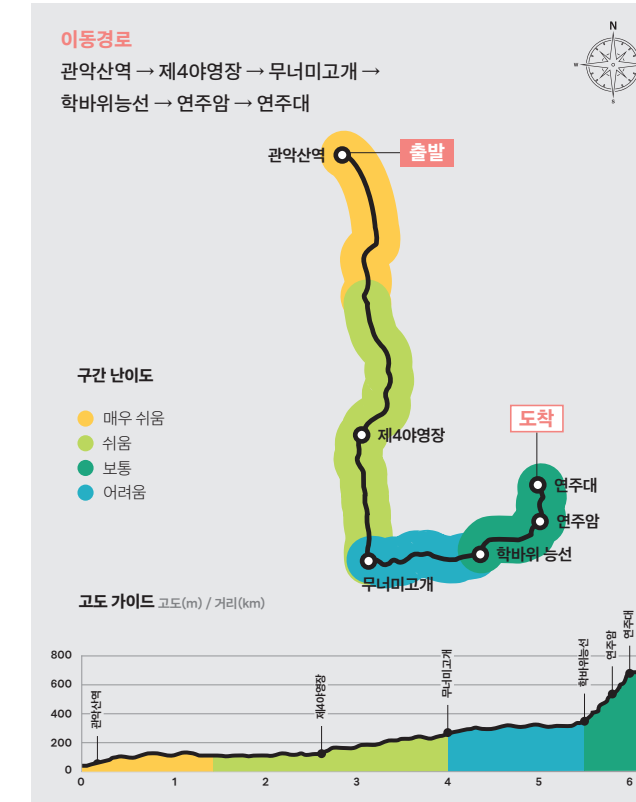 이동경로
관악산역 → 제4야영장 → 무너미고개 →
학바위능선 → 연주암 → 연주대
N
W
S
관악산역
출발
구간 난이도
매우 쉬움
쉬움
보통
어려움
제4야영장
도착
연주대
연주암
학바위 능선
무너미고개
고도 가이드 고도(m) / 거리(km)
800
600
400
200
0
관악산역
제4야영장
무너미고개
학바위능선
연주암
연주대
0 1 2 3 4 5 6